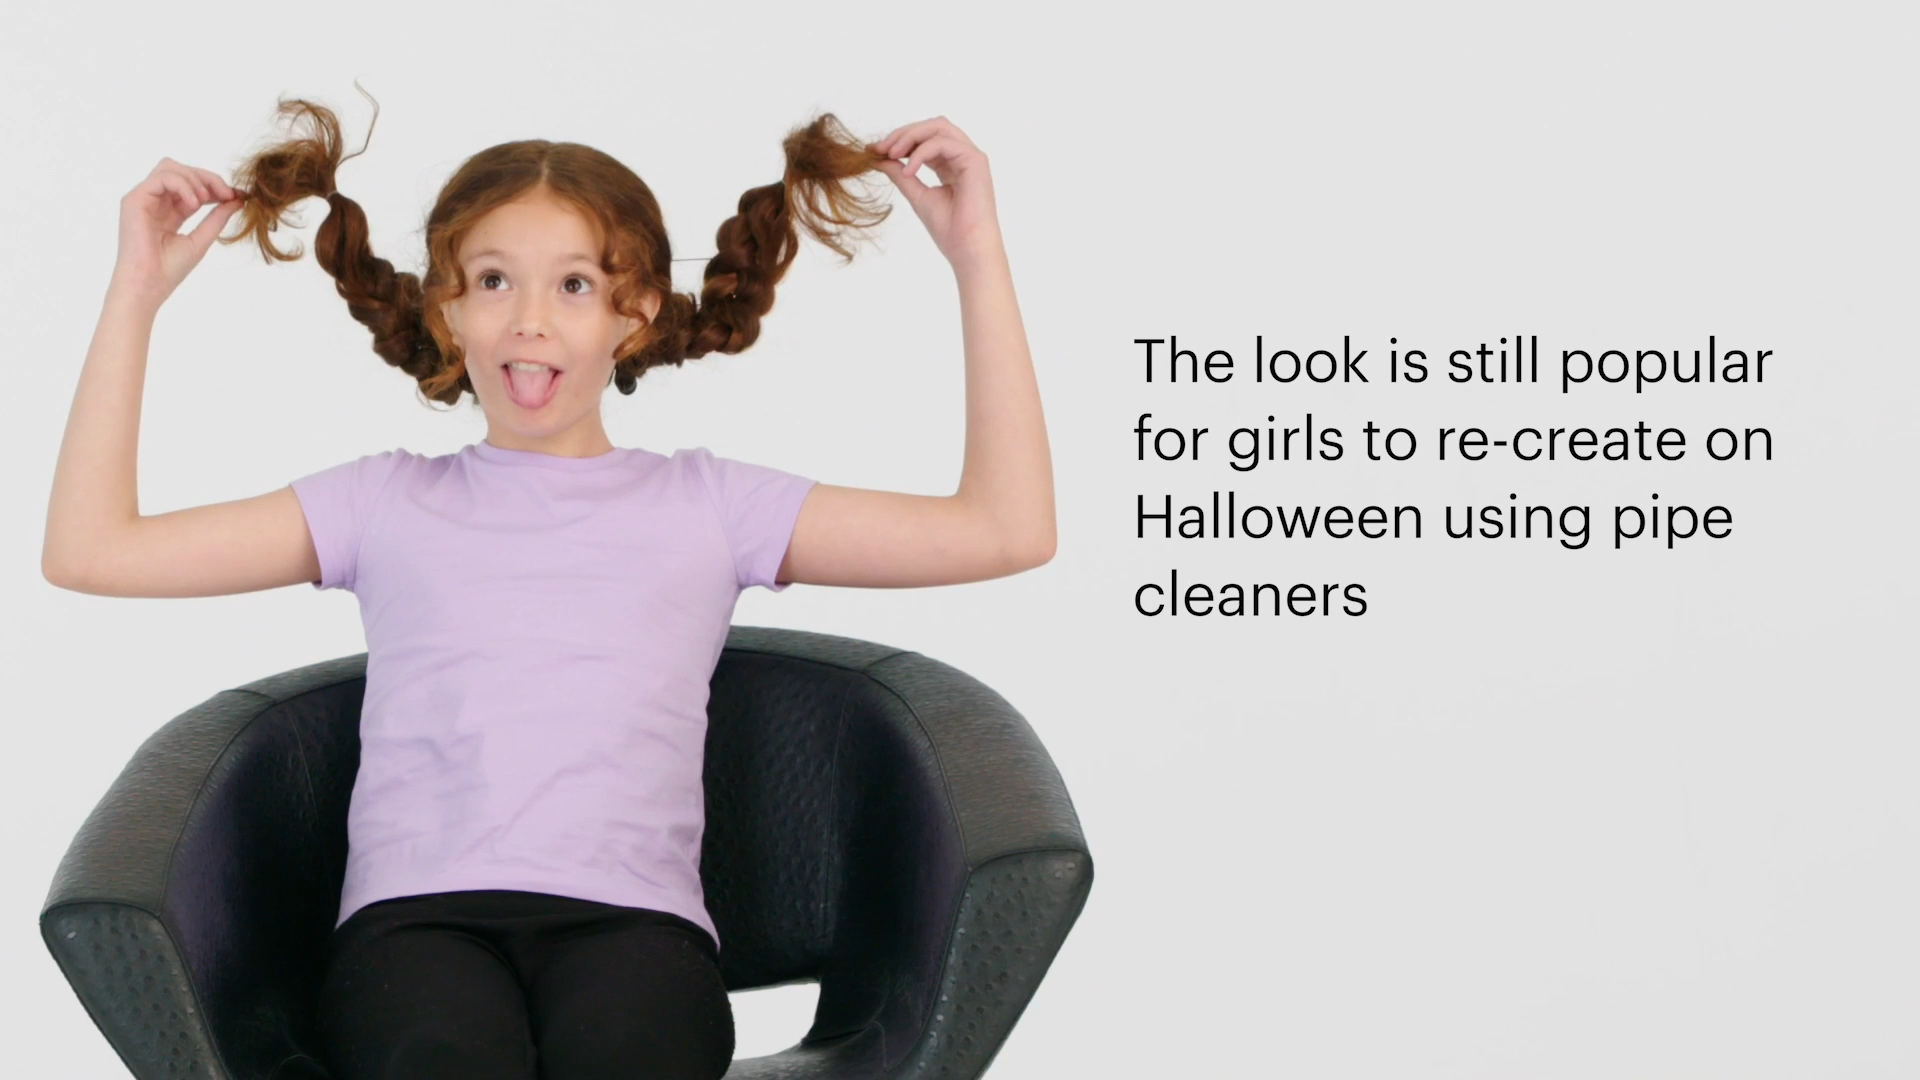 The look is still popular
for girls to re-create on
Halloween using pipe
cleaners